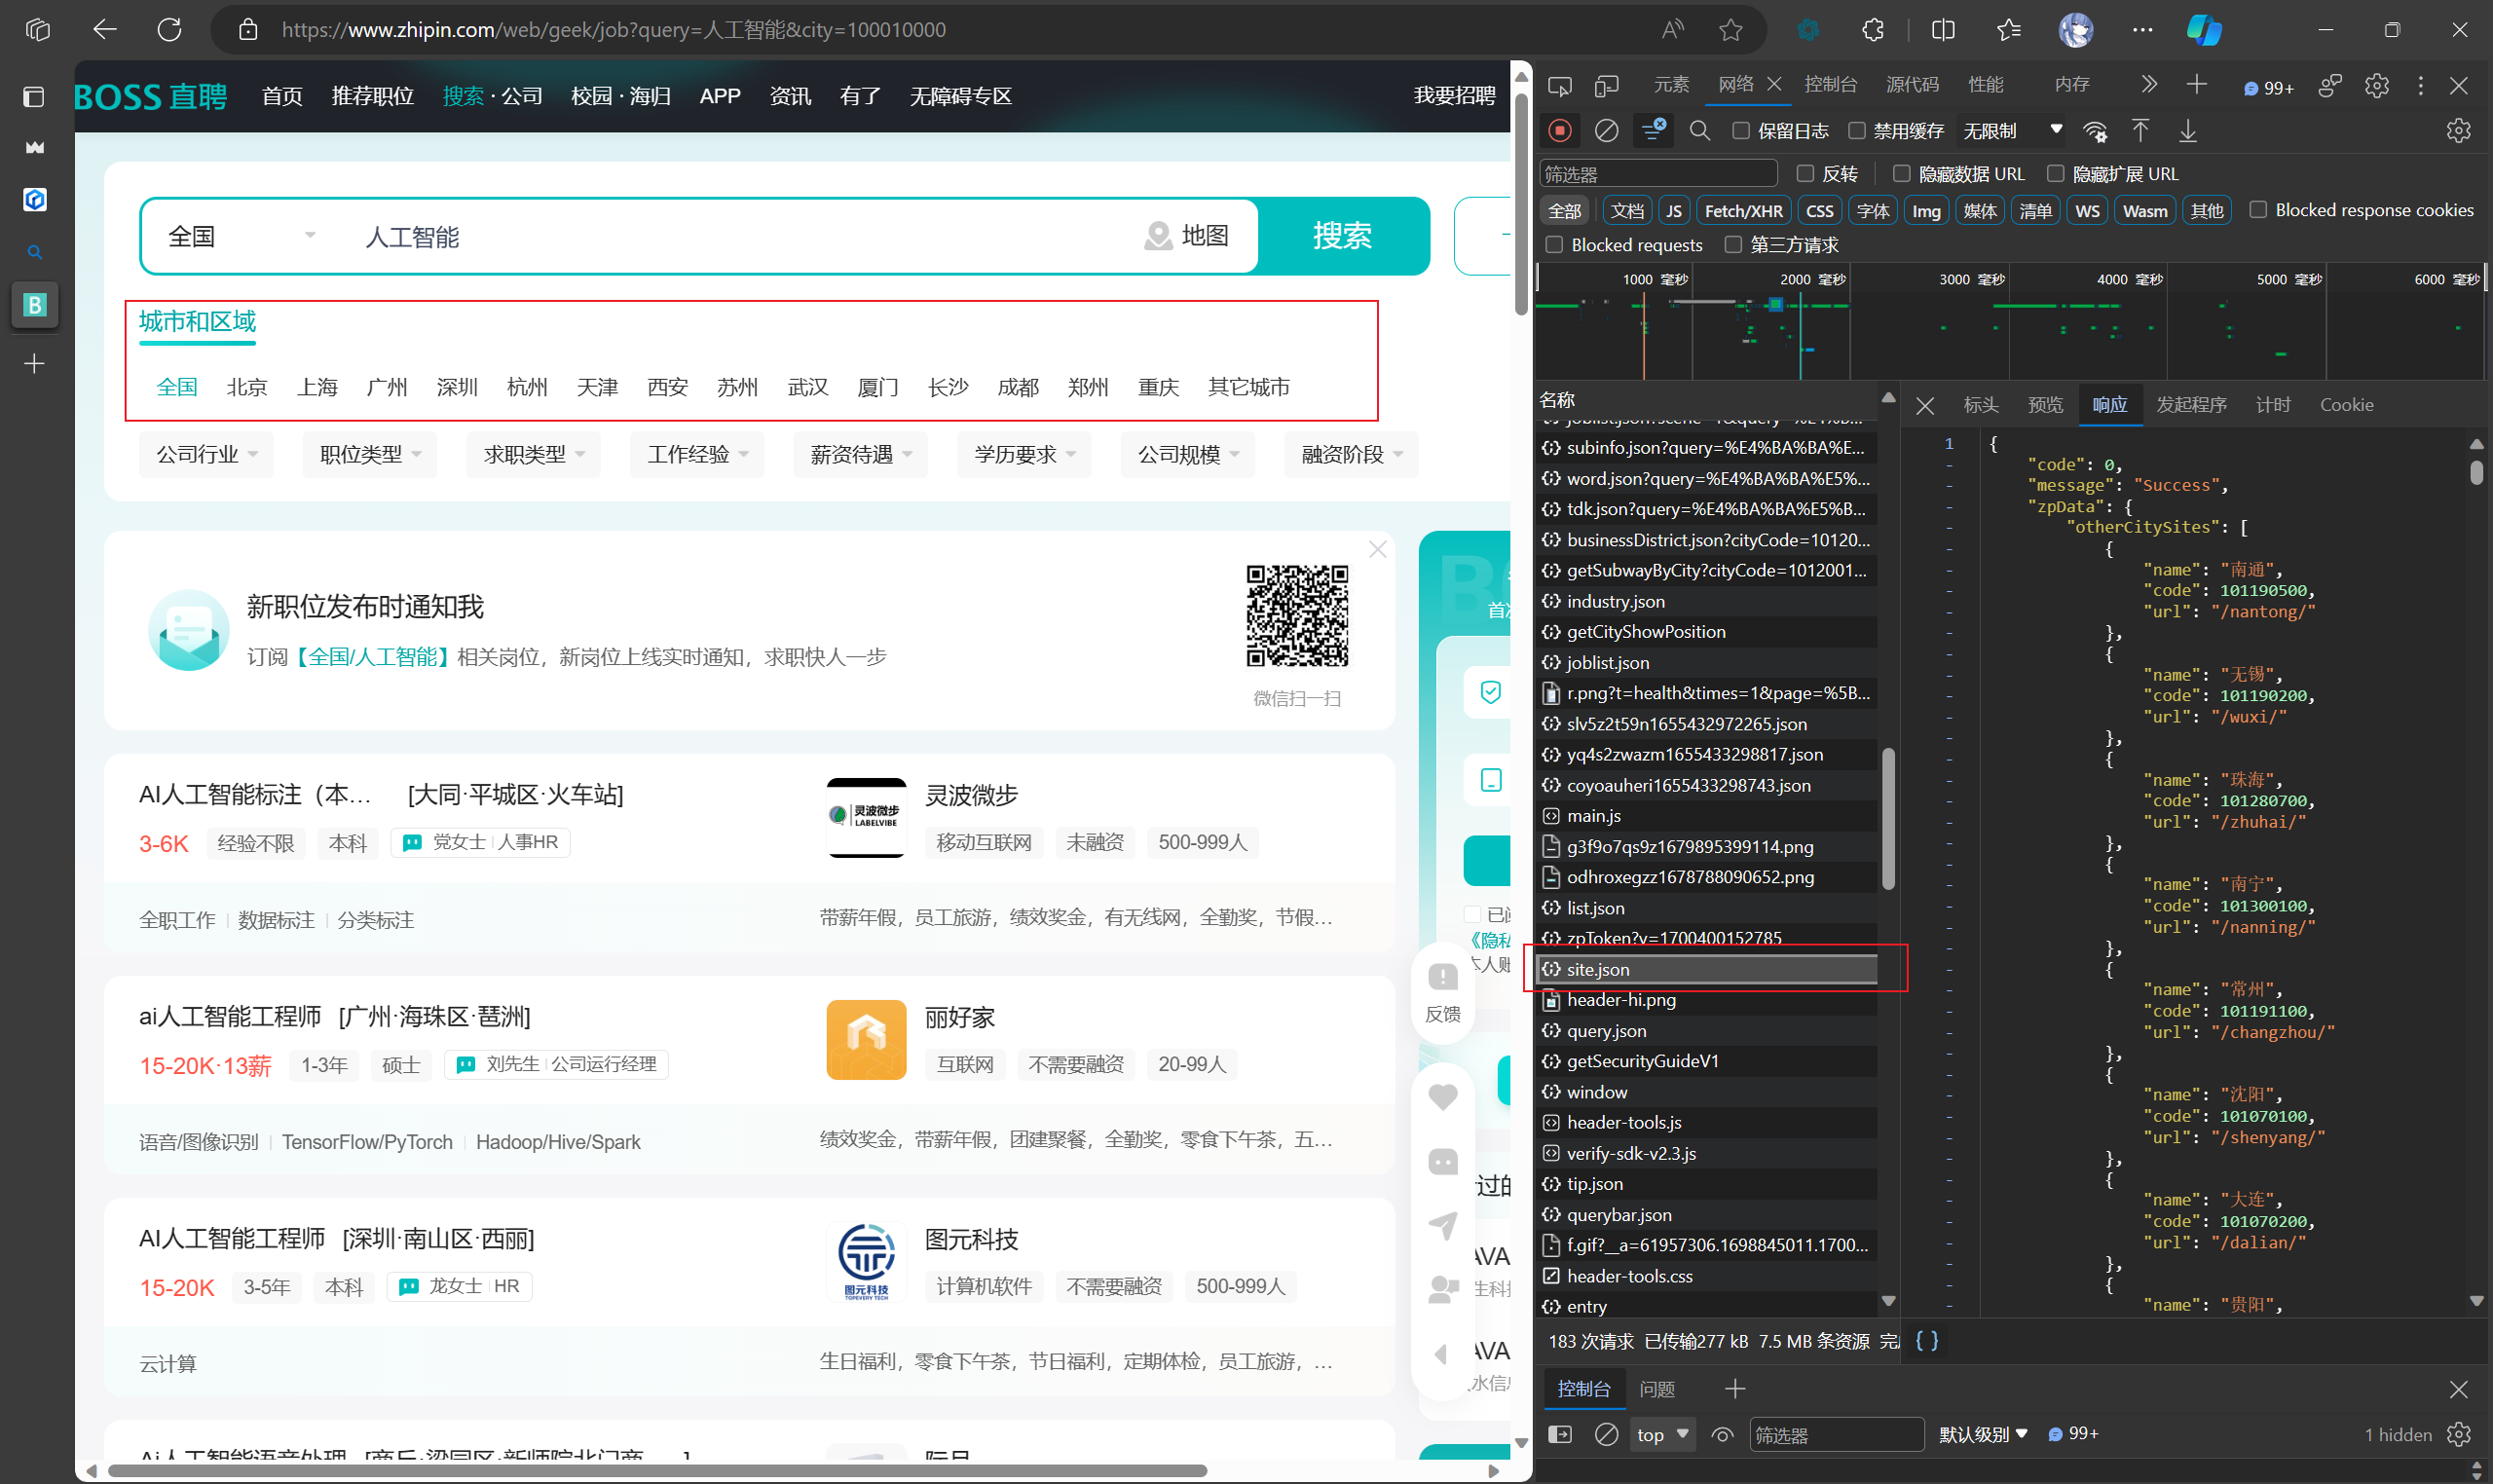 https://www.zhipin.com/web/geek/job?query=人工智能&city=100010000
BOSS 直聘 首页 推荐职位 搜索 · 公司 校园 · 海归 APP 资讯 有了 无障碍专区 我要招聘
全国 人工智能 地图 搜索
城市和区域
全国 北京 上海 广州 深圳 杭州 天津 西安 苏州 武汉 厦门 长沙 成都 郑州 重庆 其它城市
公司行业 职位类型 求职类型 工作经验 薪资待遇 学历要求 公司规模 融资阶段
新职位发布时通知我
订阅【全国/人工智能】相关岗位，新岗位上线实时通知，求职快人一步
微信扫一扫
AI人工智能标注（本… [大同·平城区·火车站]
3-6K 经验不限 本科 党女士 人事HR
灵波微步
LABELVIBE
灵波微步
移动互联网 未融资 500-999人
全职工作 数据标注 分类标注
带薪年假，员工旅游，绩效奖金，有无线网，全勤奖，节假…
ai人工智能工程师 [广州·海珠区·琶洲]
15-20K·13薪 1-3年 硕士 刘先生 公司运行经理
丽好家
互联网 不需要融资 20-99人
语音/图像识别 TensorFlow/PyTorch Hadoop/Hive/Spark
绩效奖金，带薪年假，团建聚餐，全勤奖，零食下午茶，五…
AI人工智能工程师 [深圳·南山区·西丽]
15-20K 3-5年 本科 龙女士 HR
图元科技
TOPEVERY TECH
图元科技
计算机软件 不需要融资 500-999人
云计算
生日福利，零食下午茶，节日福利，定期体检，员工旅游，…
反馈
元素 网络 控制台 源代码 性能 内存 99+
保留日志 禁用缓存 无限制
筛选器 反转 隐藏数据 URL 隐藏扩展 URL
全部 文档 JS Fetch/XHR CSS 字体 Img 媒体 清单 WS Wasm 其他 Blocked response cookies
Blocked requests 第三方请求
1000 毫秒 2000 毫秒 3000 毫秒 4000 毫秒 5000 毫秒 6000 毫秒
名称
subinfo.json?query=%E4%BA%BA%E...
word.json?query=%E4%BA%BA%E5%...
tdk.json?query=%E4%BA%BA%E5%B...
businessDistrict.json?cityCode=10120...
getSubwayByCity?cityCode=1012001...
industry.json
getCityShowPosition
joblist.json
r.png?t=health&times=1&page=%5B...
slv5z2t59n1655432972265.json
yq4s2zwazm1655433298817.json
coyoauheri1655433298743.json
main.js
g3f9o7qs9z1679895399114.png
odhroxegzz1678788090652.png
list.json
zpToken?v=1700400152785
site.json
header-hi.png
query.json
getSecurityGuideV1
window
header-tools.js
verify-sdk-v2.3.js
tip.json
querybar.json
f.gif?__a=61957306.1698845011.1700...
header-tools.css
entry
标头 预览 响应 发起程序 计时 Cookie
1 {
"code": 0,
"message": "Success",
"zpData": {
"otherCitySites": [
{
"name": "南通",
"code": 101190500,
"url": "/nantong/"
},
{
"name": "无锡",
"code": 101190200,
"url": "/wuxi/"
},
{
"name": "珠海",
"code": 101280700,
"url": "/zhuhai/"
},
{
"name": "南宁",
"code": 101300100,
"url": "/nanning/"
},
{
"name": "常州",
"code": 101191100,
"url": "/changzhou/"
},
{
"name": "沈阳",
"code": 101070100,
"url": "/shenyang/"
},
{
"name": "大连",
"code": 101070200,
"url": "/dalian/"
},
{
"name": "贵阳",
183 次请求 已传输277 kB 7.5 MB 条资源
控制台 问题
top 筛选器 默认级别 99+ 1 hidden